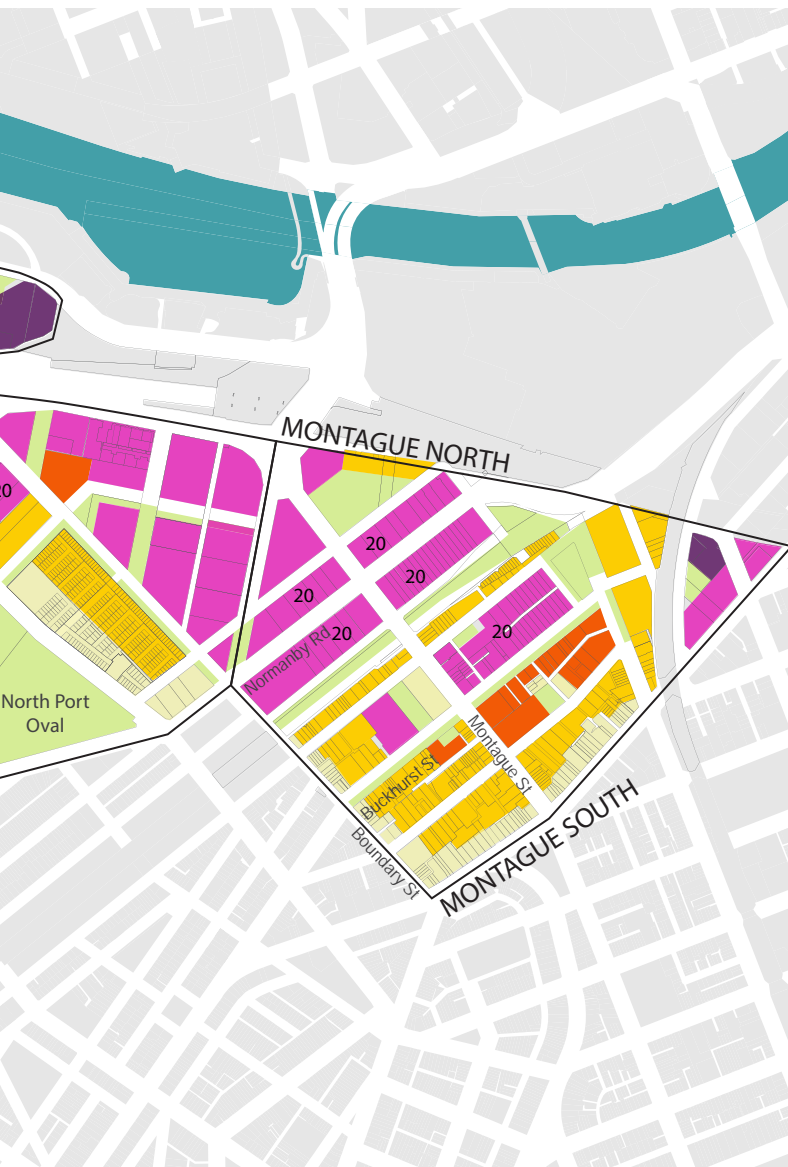 MONTAGUE NORTH
20
20
20
20
20
20
Normanby Rd
North Port
Oval
Montague St
Buckhurst St
Boundary St
MONTAGUE SOUTH